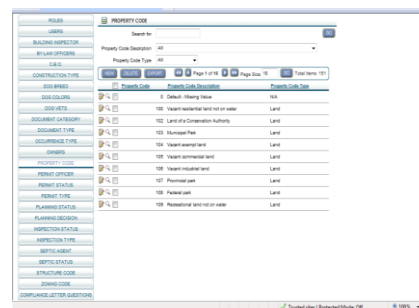 ROLES
USERS
BUILDING INSPECTOR
BY LAW OFFICERS
C.B.O.
CONSTRUCTION TYPE
DOG BREED
DOG COLORS
DOG VETS
DOCUMENT CATEGORY
DOCUMENT TYPE
OCCURRENCE TYPE
OWNERS
PROPERTY CODE
PERMIT OFFICER
PERMIT STATUS
PERMIT TYPE
PLANNING STATUS
PLANNING DECISION
INSPECTION STATUS
INSPECTION TYPE
SEPTIC AGENT
SEPTIC STATUS
STRUCTURE CODE
ZONING CODE
COMPLIANCE LETTER QUESTIONS
PROPERTY CODE
Search for
GO
Property Code Description All
Property Code Type All
NEW DELETE EXPORT Page 1 of 16 Page Size 10 GO Total Items: 151
Property Code Property Code Description Property Code Type
0 Default - Missing Value N/A
100 Vacant residential land not on water Land
102 Land of a Conservation Authority Land
103 Municipal Park Land
104 Vacant exempt land Land
105 Vacant commercial land Land
106 Vacant industrial land Land
107 Provincial park Land
108 Federal park Land
109 Recreational land not on water Land
Trusted sites | Protected Mode: Off 100%